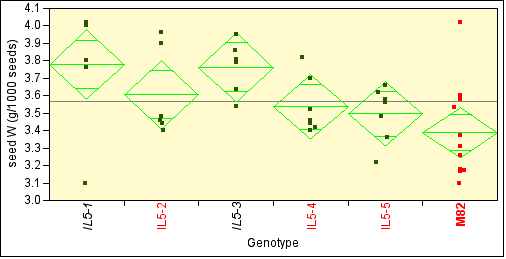 4.1
4.0
3.9
3.8
3.7
3.6
3.5
3.4
3.3
3.2
3.1
3.0
seed W (g/1000 seeds)
IL5-1
IL5-2
IL5-3
IL5-4
IL5-5
M82
Genotype